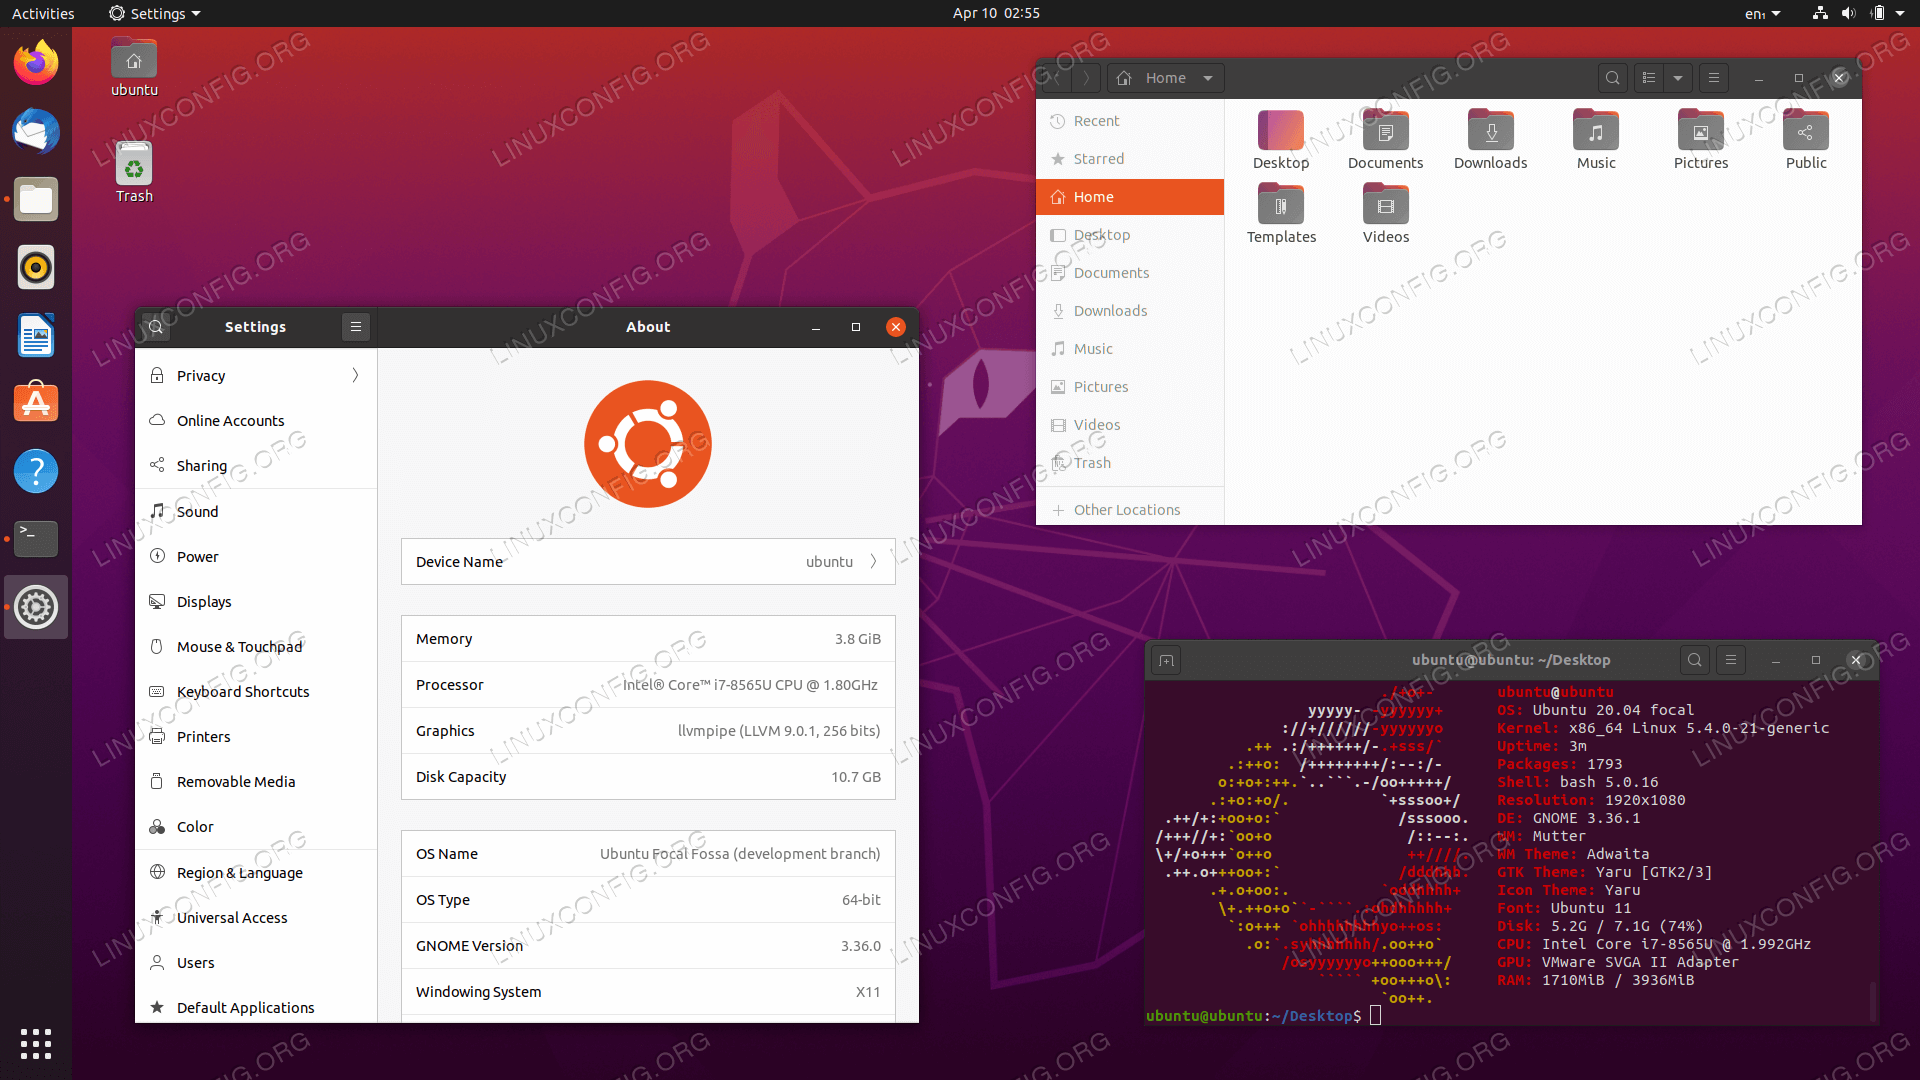 Activities
Settings
Apr 10 02:55
en₁
ubuntu
Trash
Home
Recent
Starred
Home
Desktop
Documents
Downloads
Music
Pictures
Videos
Trash
Other Locations
Desktop
Documents
Downloads
Music
Pictures
Public
Templates
Videos
Settings
About
Privacy
Online Accounts
Sharing
Sound
Power
Displays
Mouse & Touchpad
Keyboard Shortcuts
Printers
Removable Media
Color
Region & Language
Universal Access
Users
Default Applications
Device Name ubuntu
Memory 3.8 GiB
Processor Intel® Core™ i7-8565U CPU @ 1.80GHz
Graphics llvmpipe (LLVM 9.0.1, 256 bits)
Disk Capacity 10.7 GB
OS Name Ubuntu Focal Fossa (development branch)
OS Type 64-bit
GNOME Version 3.36.0
Windowing System X11
ubuntu@ubuntu: ~/Desktop
ubuntu@ubuntu
OS: Ubuntu 20.04 focal
Kernel: x86_64 Linux 5.4.0-21-generic
Uptime: 3m
Packages: 1793
Shell: bash 5.0.16
Resolution: 1920x1080
DE: GNOME 3.36.1
WM: Mutter
WM Theme: Adwaita
GTK Theme: Yaru [GTK2/3]
Icon Theme: Yaru
Font: Ubuntu 11
Disk: 5.2G / 7.1G (74%)
CPU: Intel Core i7-8565U @ 1.992GHz
GPU: VMware SVGA II Adapter
RAM: 1710MiB / 3936MiB
ubuntu@ubuntu:~/Desktop$
LINUXCONFIG.ORG